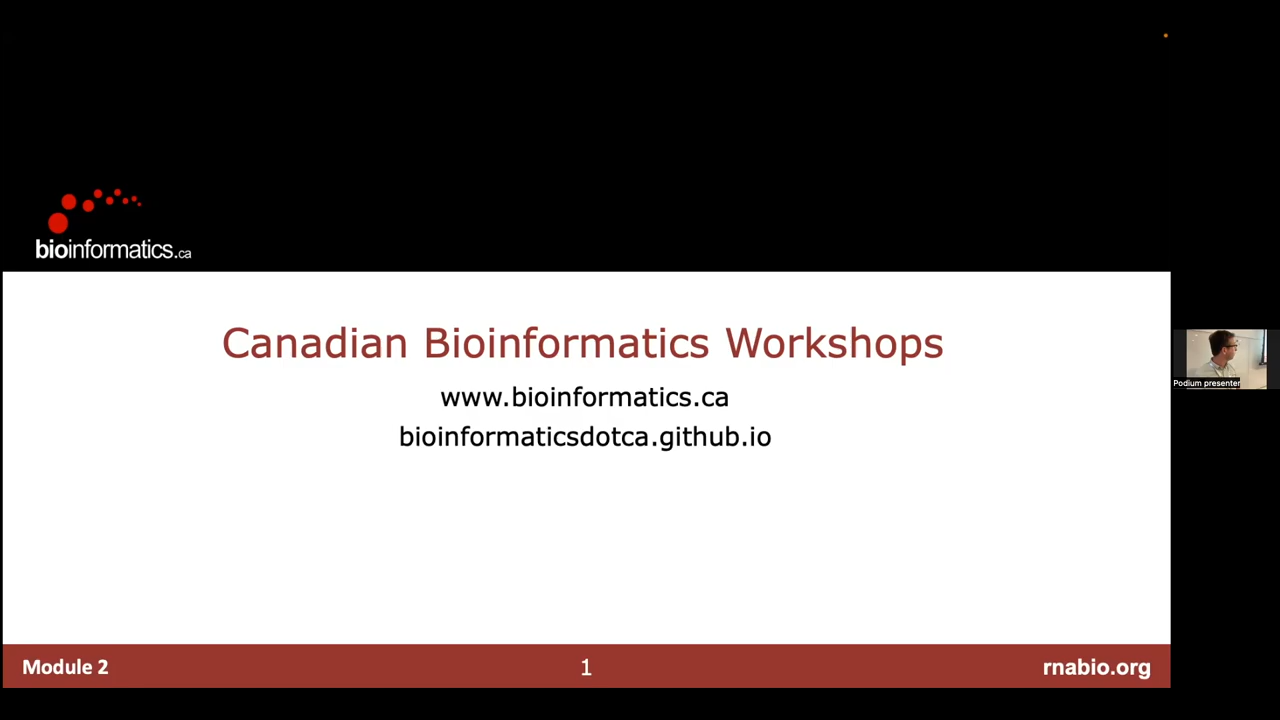 bioinformatics.ca
Canadian Bioinformatics Workshops
www.bioinformatics.ca
bioinformaticsdotca.github.io
Podium presenter
Module 2
1
rnabio.org